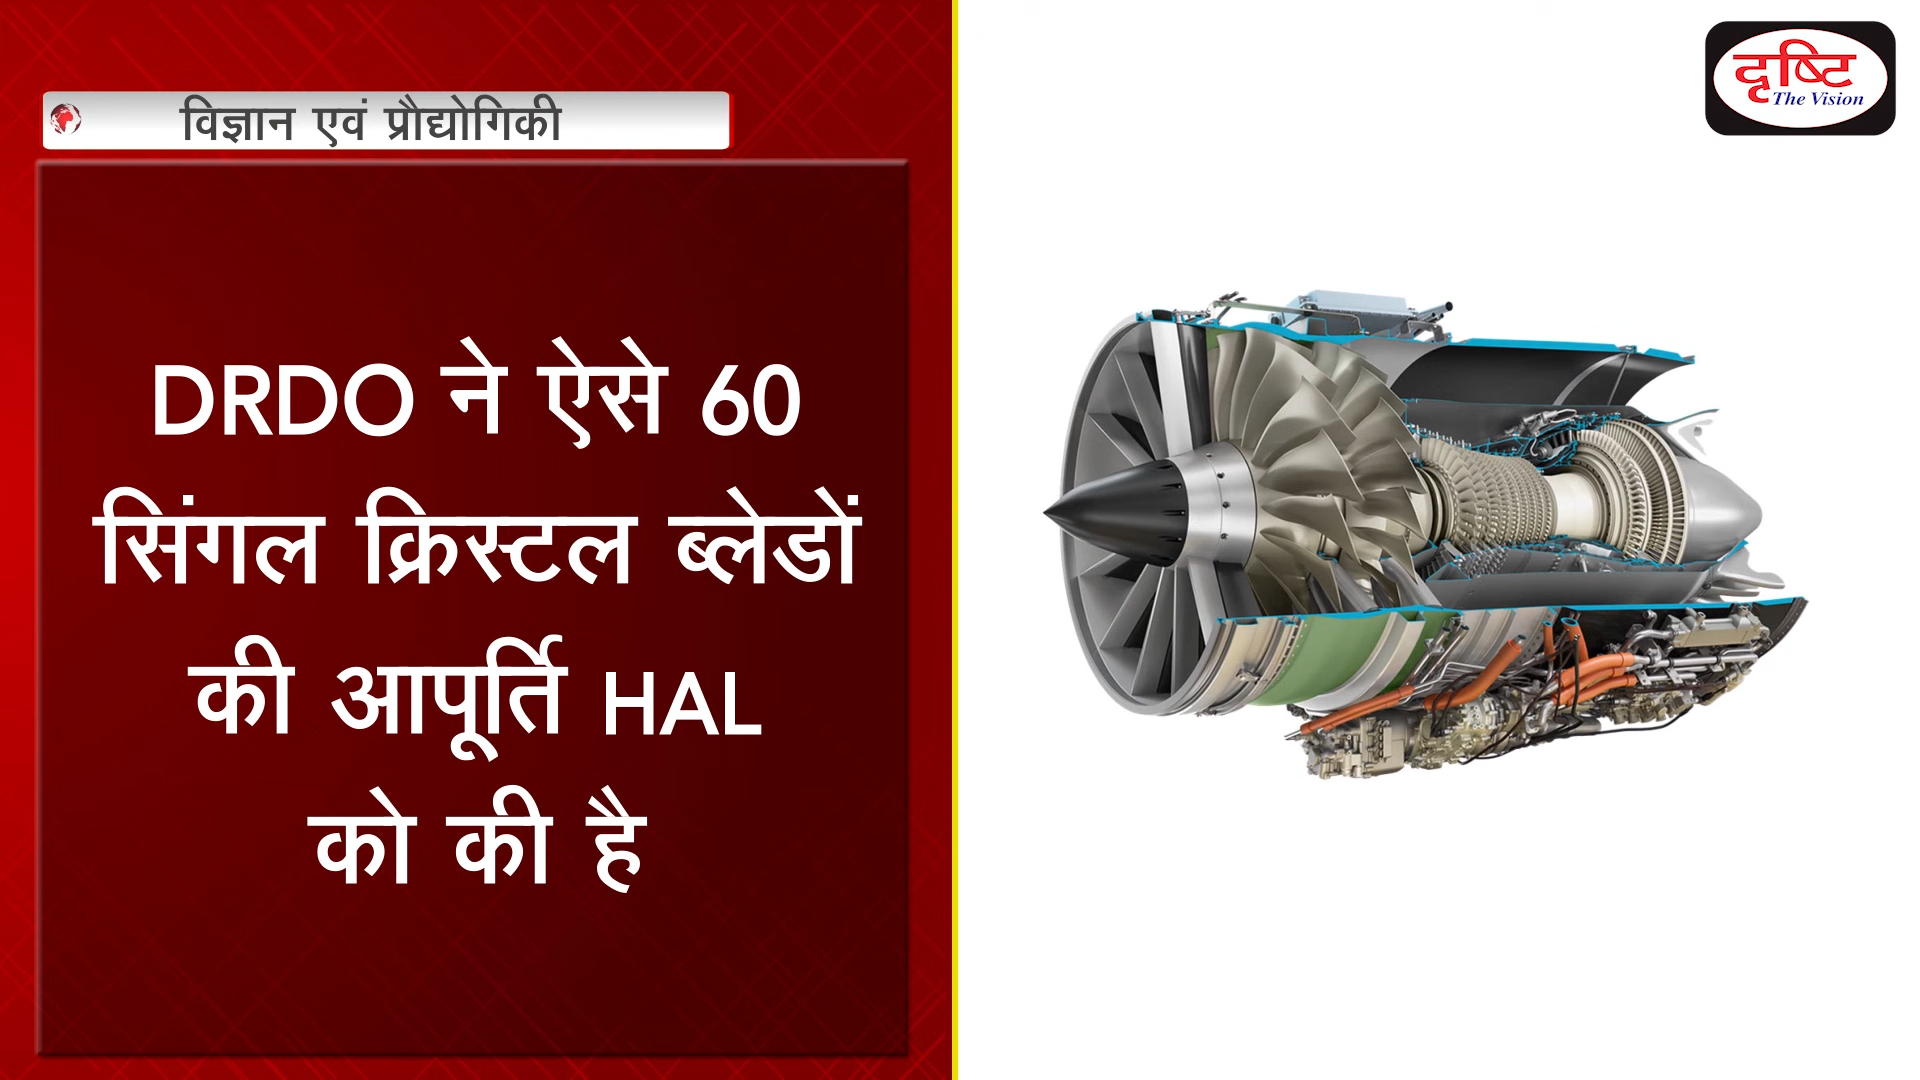 विज्ञान एवं प्रौद्योगिकी
DRDO ने ऐसे 60
सिंगल क्रिस्टल ब्लेडों
की आपूर्ति HAL
को की है
दृष्टि
The Vision